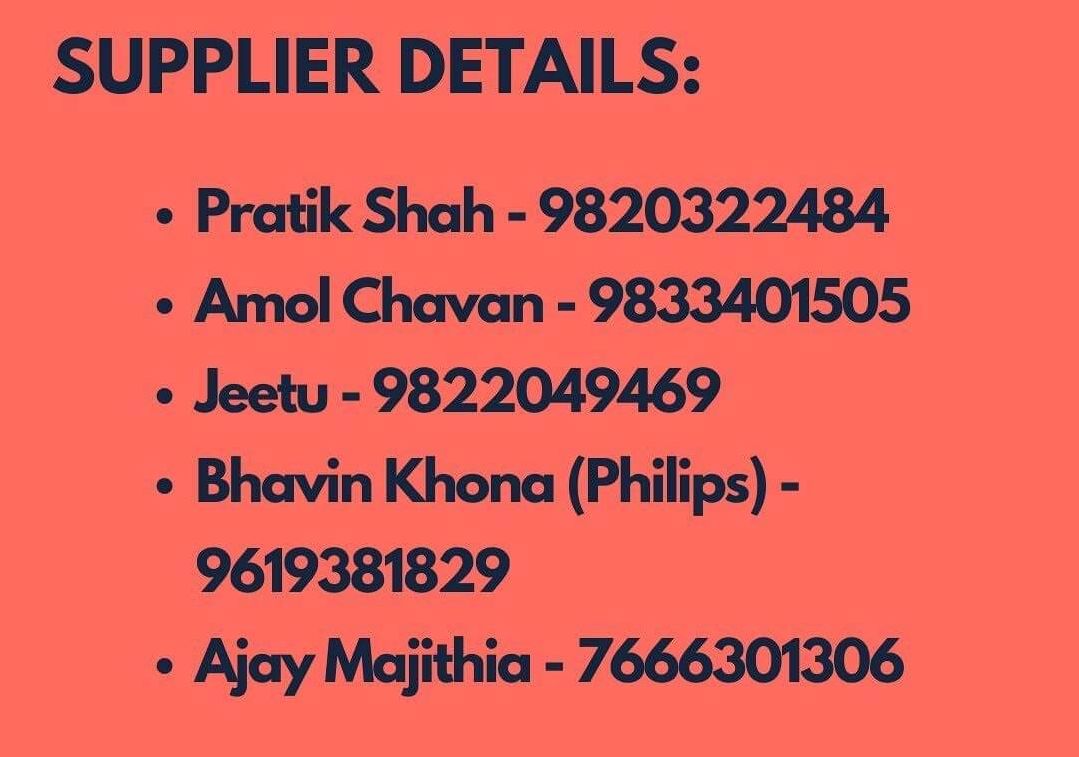 SUPPLIER DETAILS:
• Pratik Shah - 9820322484
• Amol Chavan - 9833401505
• Jeetu - 9822049469
• Bhavin Khona (Philips) -
9619381829
• Ajay Majithia - 7666301306